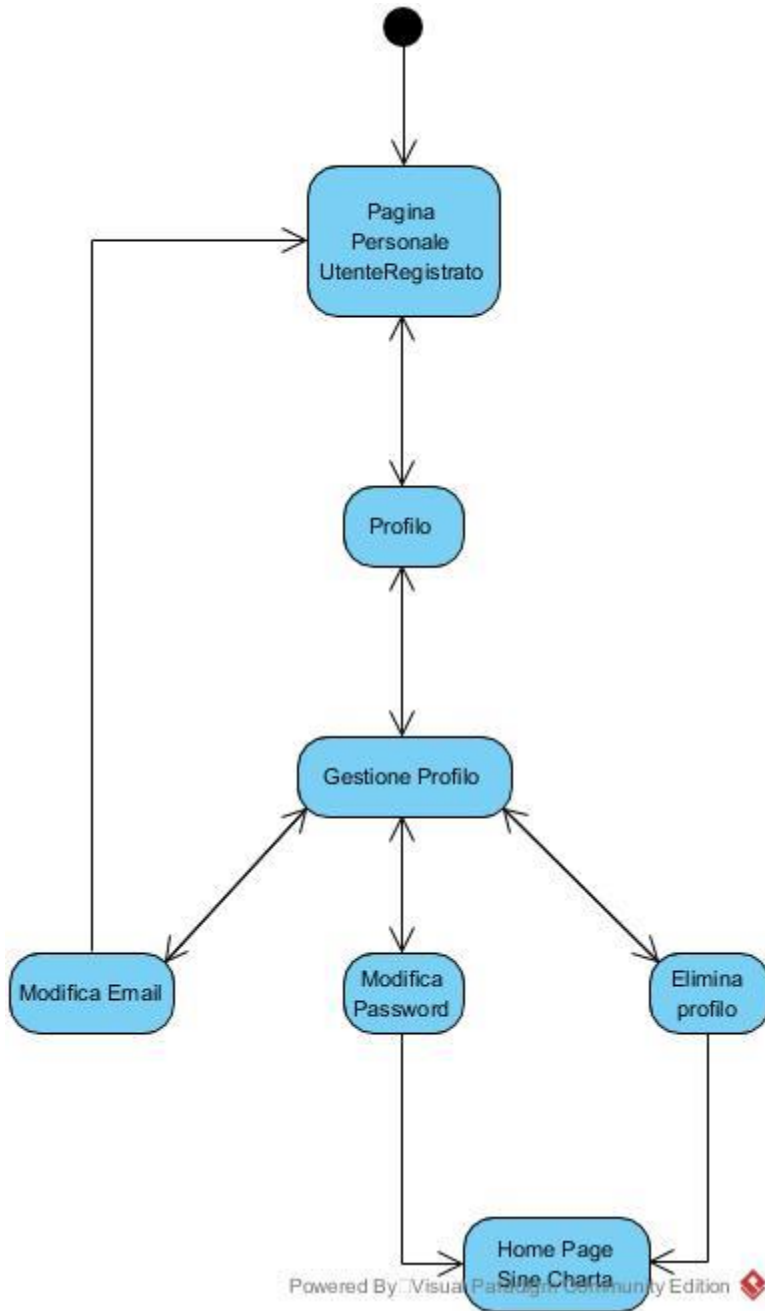 Pagina
Personale
UtenteRegistrato
Profilo
Gestione Profilo
Modifica Email
Modifica
Password
Elimina
profilo
Home Page
Sine Charta
Powered By Visual Paradigm Community Edition